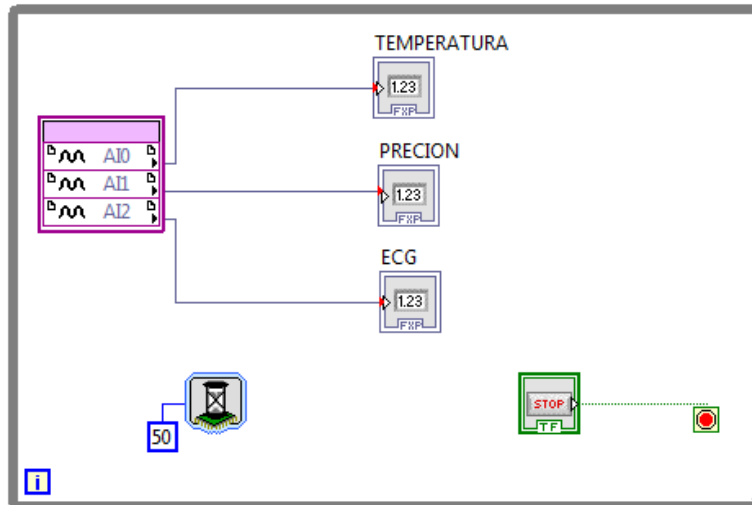 TEMPERATURA
1.23
FXP
AI0
PRECION
AI1
1.23
AI2
FXP
ECG
1.23
FXP
STOP
TF
50
i